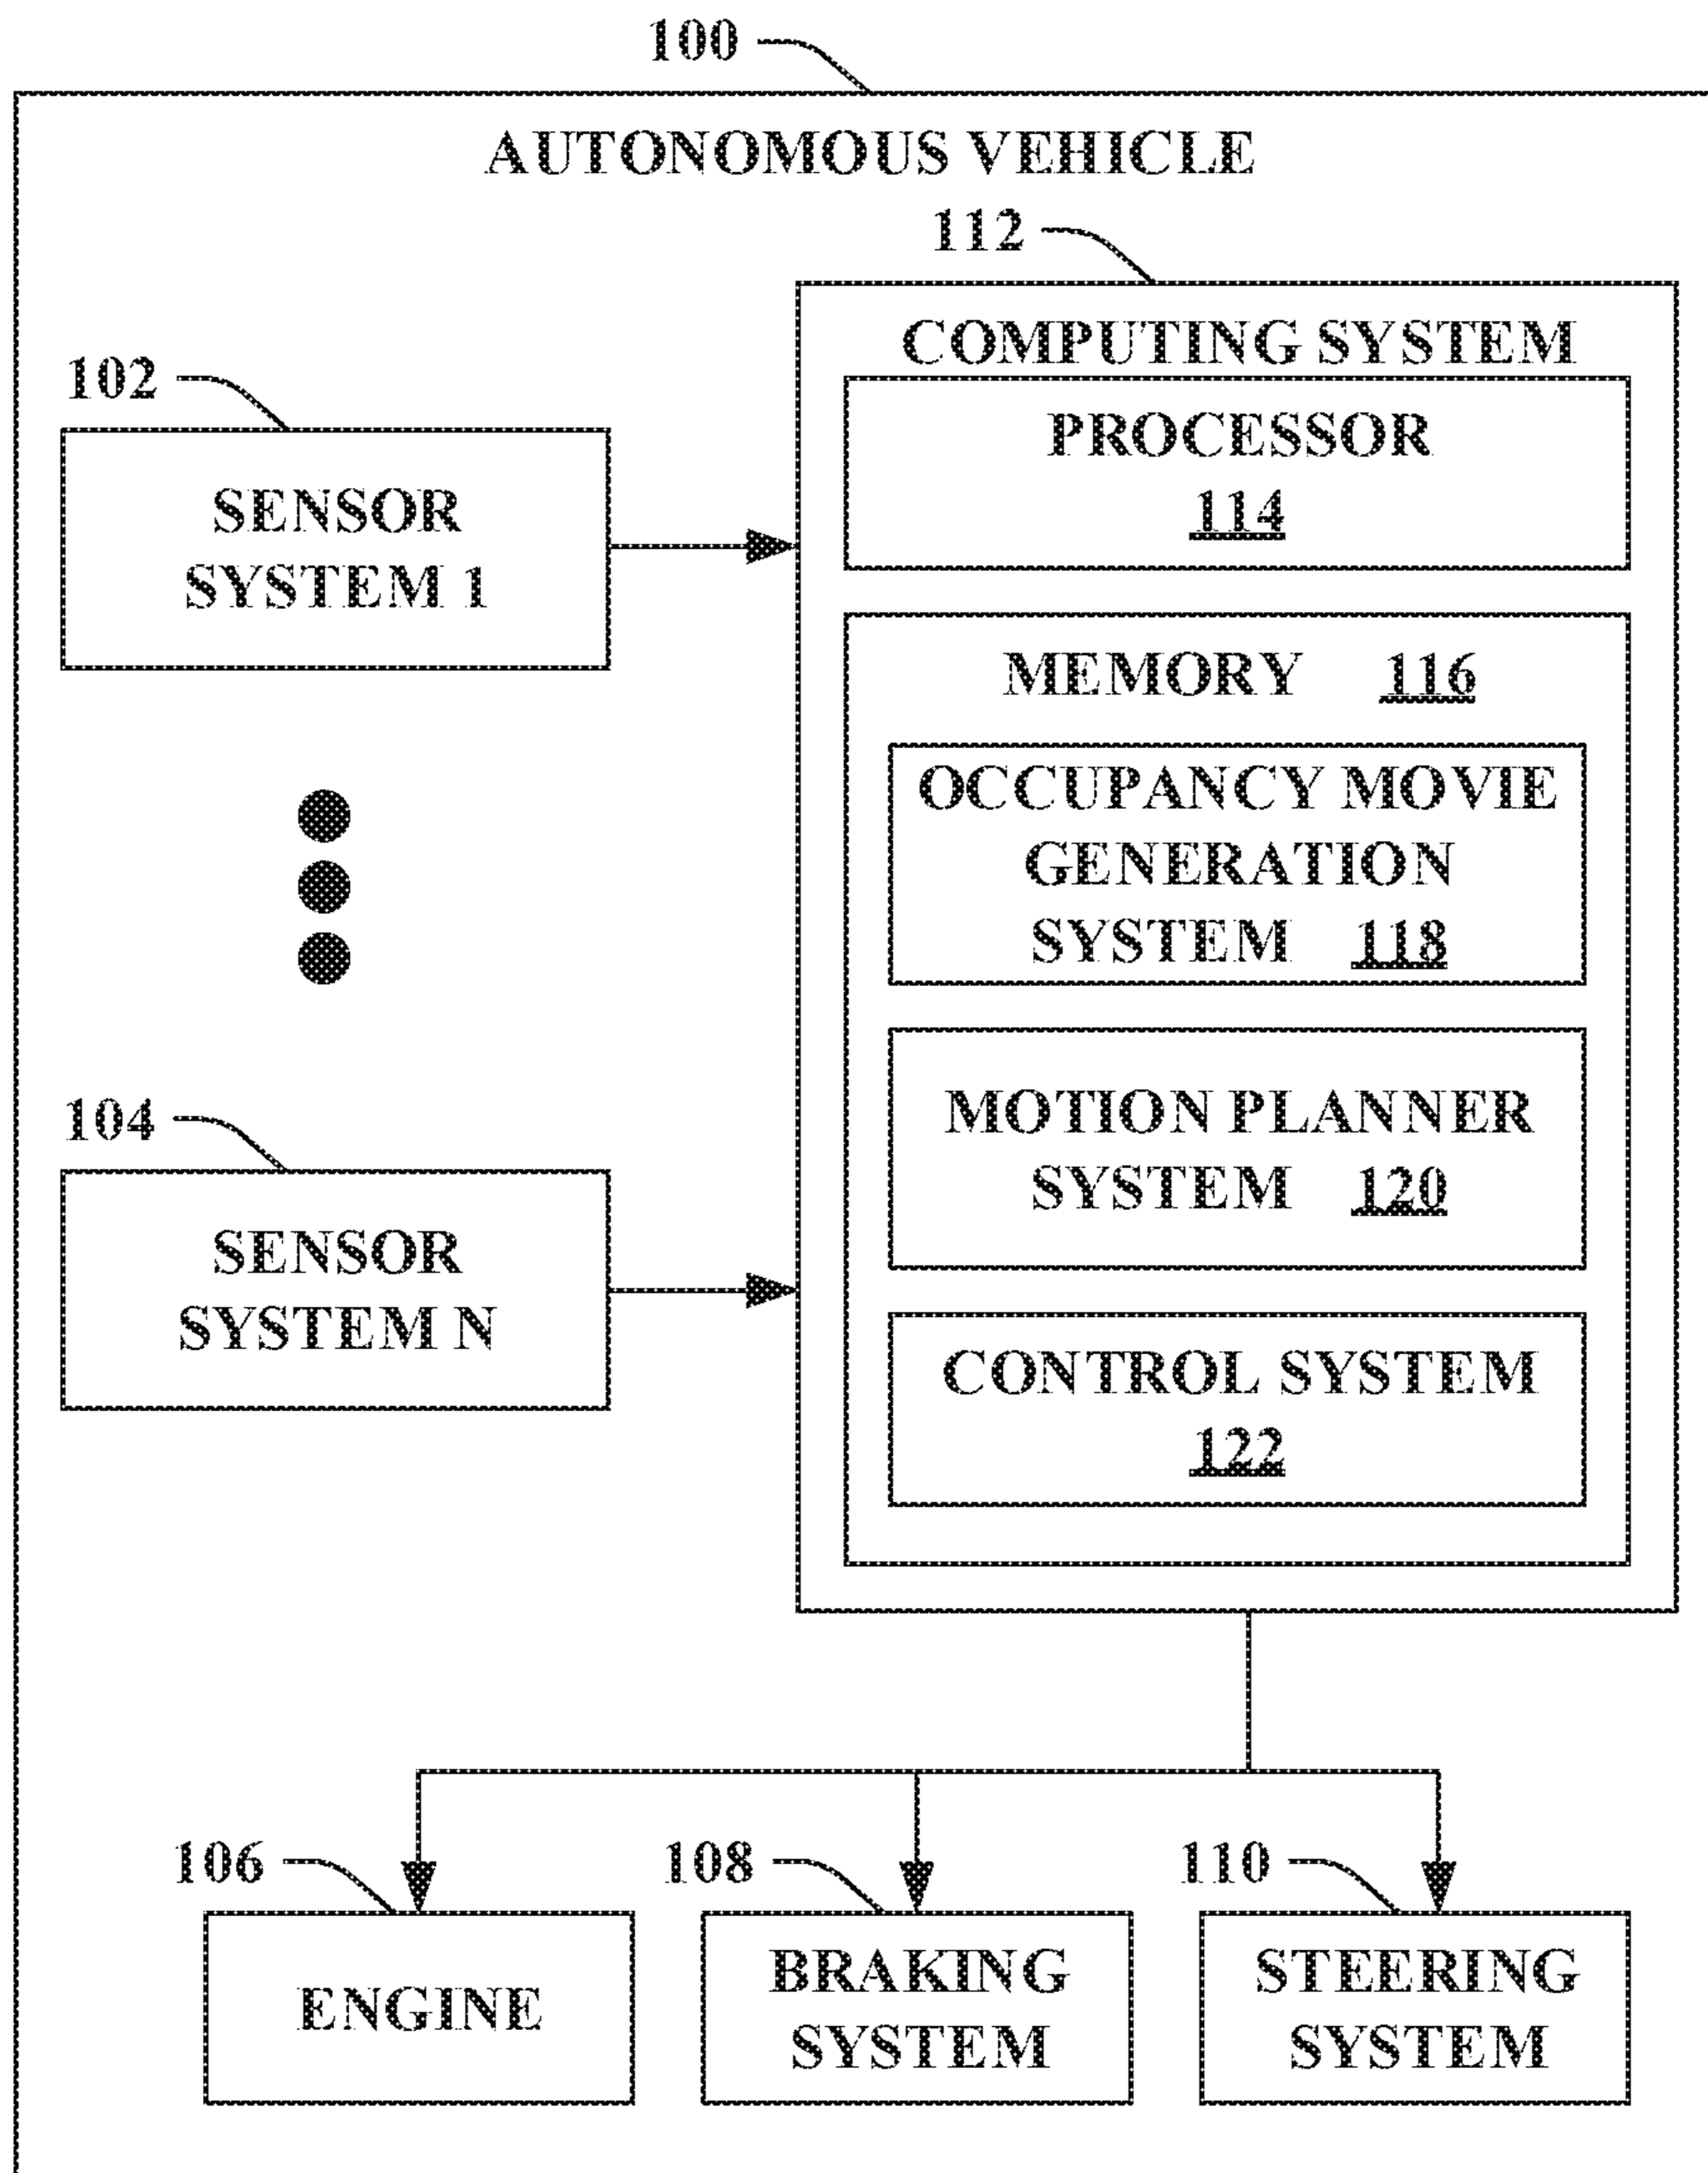 100
AUTONOMOUS VEHICLE
112
COMPUTING SYSTEM
PROCESSOR
114
102
SENSOR
SYSTEM 1
MEMORY 116
OCCUPANCY MOVIE
GENERATION
SYSTEM 118
MOTION PLANNER
SYSTEM 120
104
SENSOR
SYSTEM N
CONTROL SYSTEM
122
106
ENGINE
108
BRAKING
SYSTEM
110
STEERING
SYSTEM